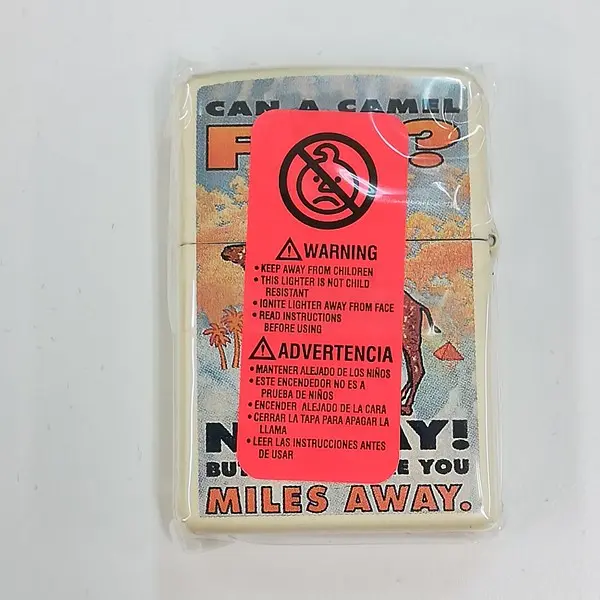 CAN A CAMEL
F ?
WARNING
• KEEP AWAY FROM CHILDREN
• THIS LIGHTER IS NOT CHILD
RESISTANT
• IGNITE LIGHTER AWAY FROM FACE
• READ INSTRUCTIONS
BEFORE USING
ADVERTENCIA
• MANTENER ALEJADO DE LOS NIÑOS
• ESTE ENCENDEDOR NO ES A
PRUEBA DE NIÑOS
• ENCENDER ALEJADO DE LA CARA
• CERRAR LA TAPA PARA APAGAR LA
LLAMA
• LEER LAS INSTRUCCIONES ANTES
DE USAR
N AY!
BU E YOU
MILES AWAY.